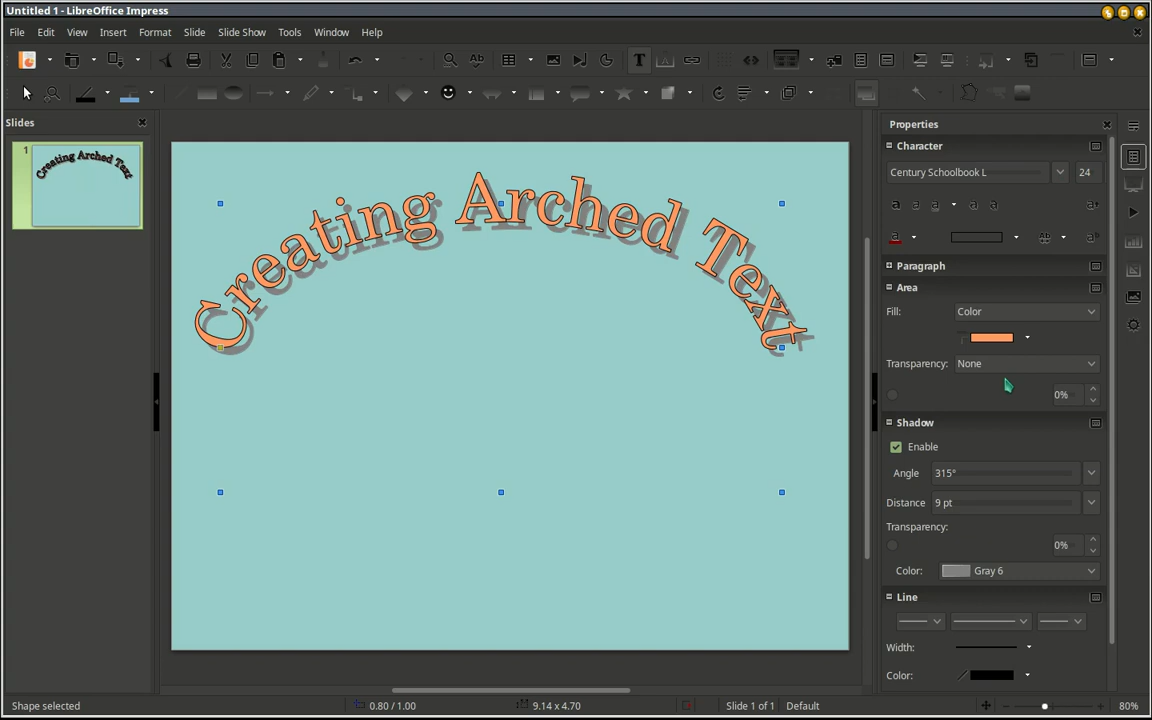 Untitled 1 - LibreOffice Impress
File Edit View Insert Format Slide Slide Show Tools Window Help
Slides
1
Creating Arched Text
Creating Arched Text
Properties
Character
Century Schoolbook L 24
Paragraph
Area
Fill: Color
Transparency: None
0%
Shadow
Enable
Angle 315°
Distance 9 pt
Transparency:
0%
Color: Gray 6
Line
Width:
Color:
Shape selected 0.80 / 1.00 9.14 x 4.70 Slide 1 of 1 Default 80%